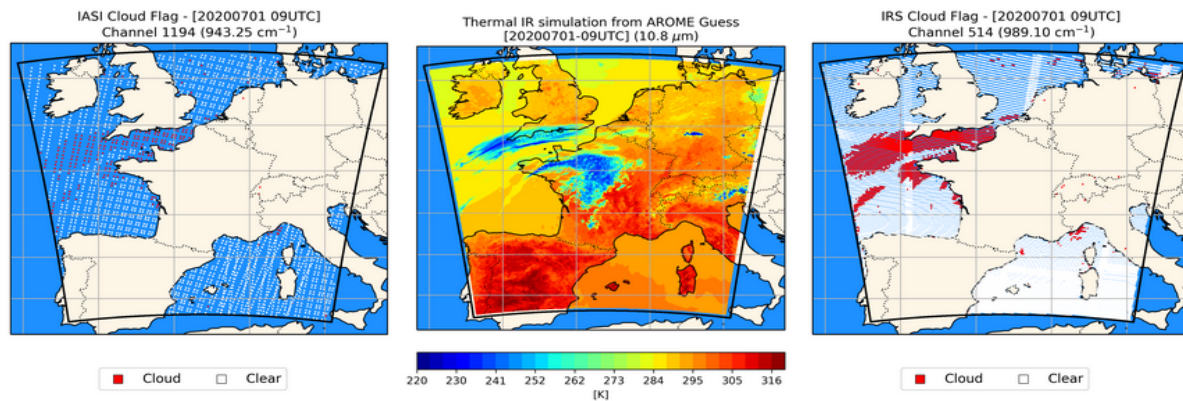 IASI Cloud Flag - [20200701 09UTC]
Channel 1194 (943.25 cm⁻¹)
Thermal IR simulation from AROME Guess
[20200701-09UTC] (10.8 μm)
IRS Cloud Flag - [20200701 09UTC]
Channel 514 (989.10 cm⁻¹)
Cloud
Clear
220 230 241 252 262 273 284 294 305 316
[K]
Cloud
Clear